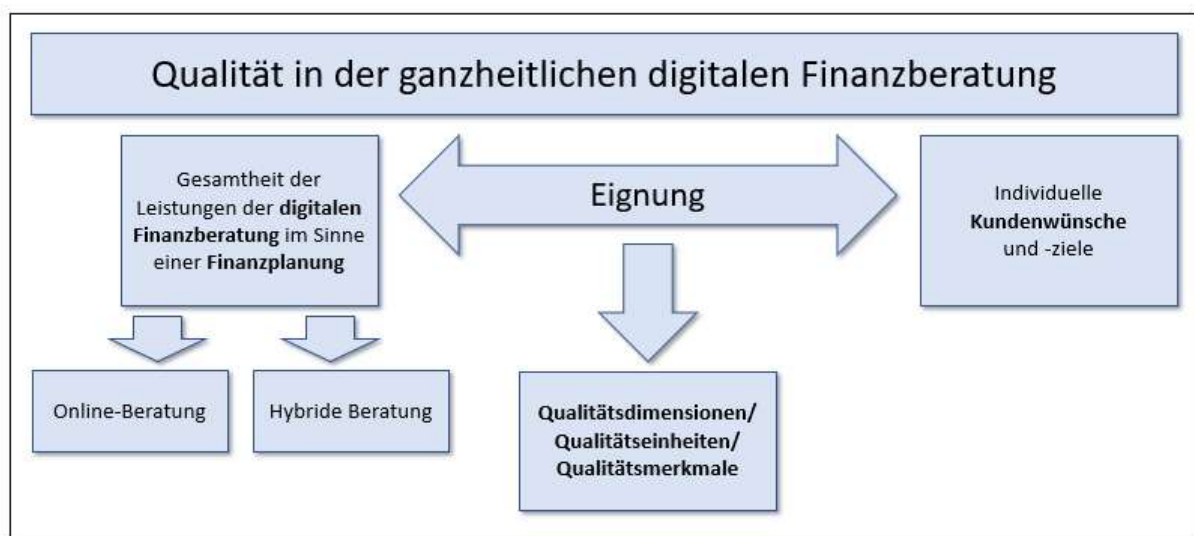 Qualität in der ganzheitlichen digitalen Finanzberatung
Gesamtheit der
Leistungen der digitalen
Finanzberatung im Sinne
einer Finanzplanung
Eignung
Individuelle
Kundenwünsche
und -ziele
Online-Beratung
Hybride Beratung
Qualitätsdimensionen/
Qualitätseinheiten/
Qualitätsmerkmale